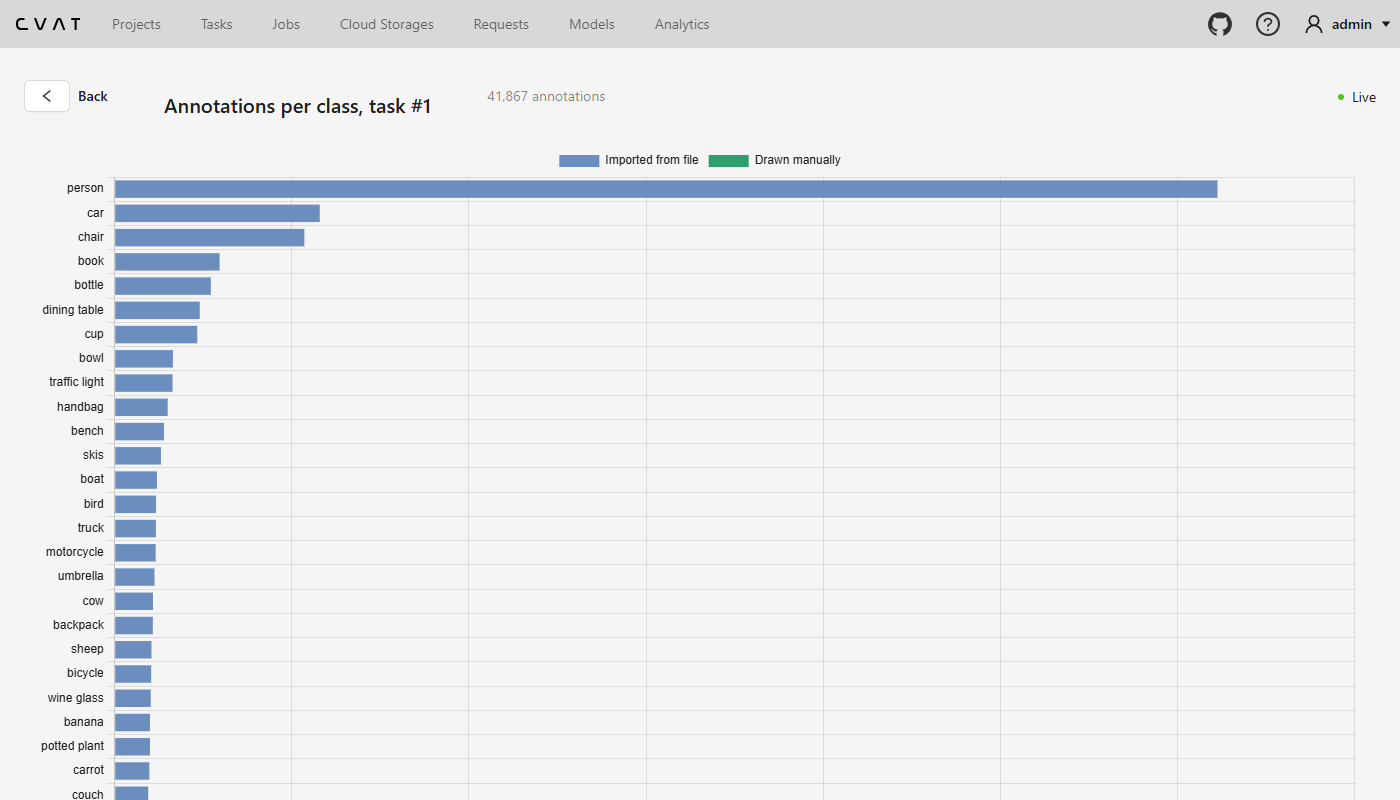 CVAT Projects Tasks Jobs Cloud Storages Requests Models Analytics admin
Back Annotations per class, task #1 41,867 annotations Live
Imported from file Drawn manually
person
car
chair
book
bottle
dining table
cup
bowl
traffic light
handbag
bench
skis
boat
bird
truck
motorcycle
umbrella
cow
backpack
sheep
bicycle
wine glass
banana
potted plant
carrot
couch